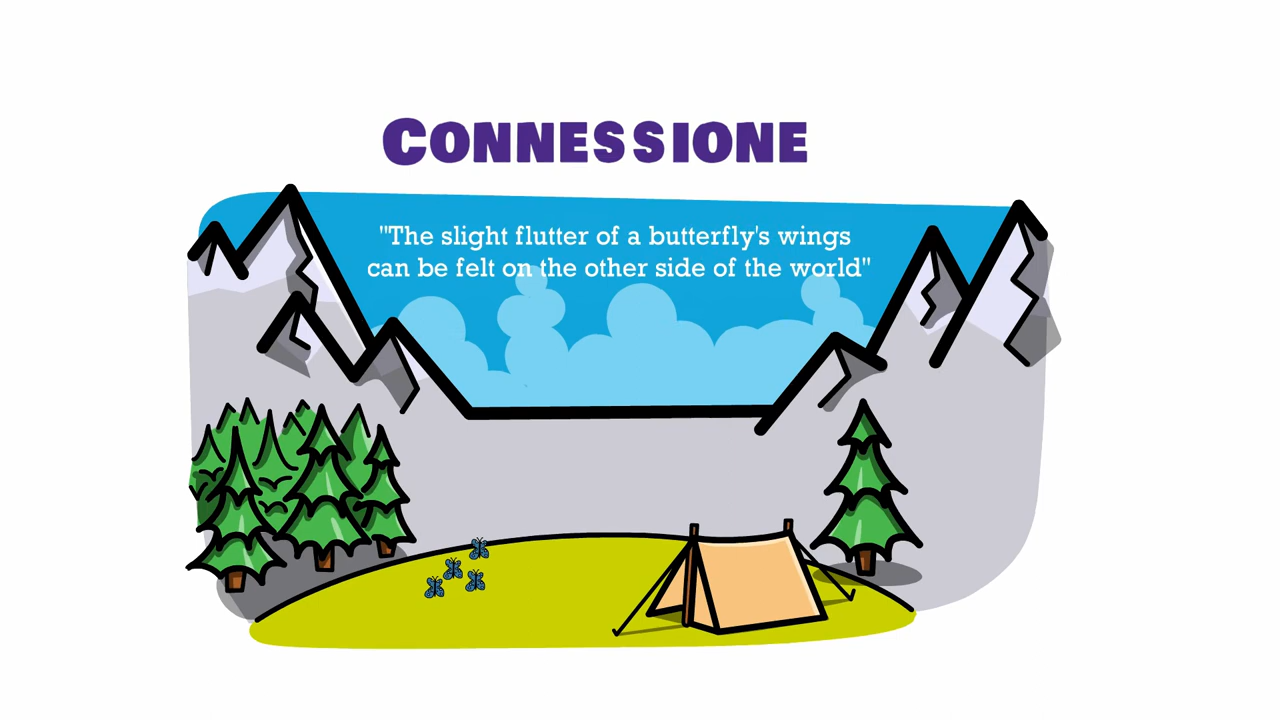 CONNESSIONE
"The slight flutter of a butterfly's wings
can be felt on the other side of the world"